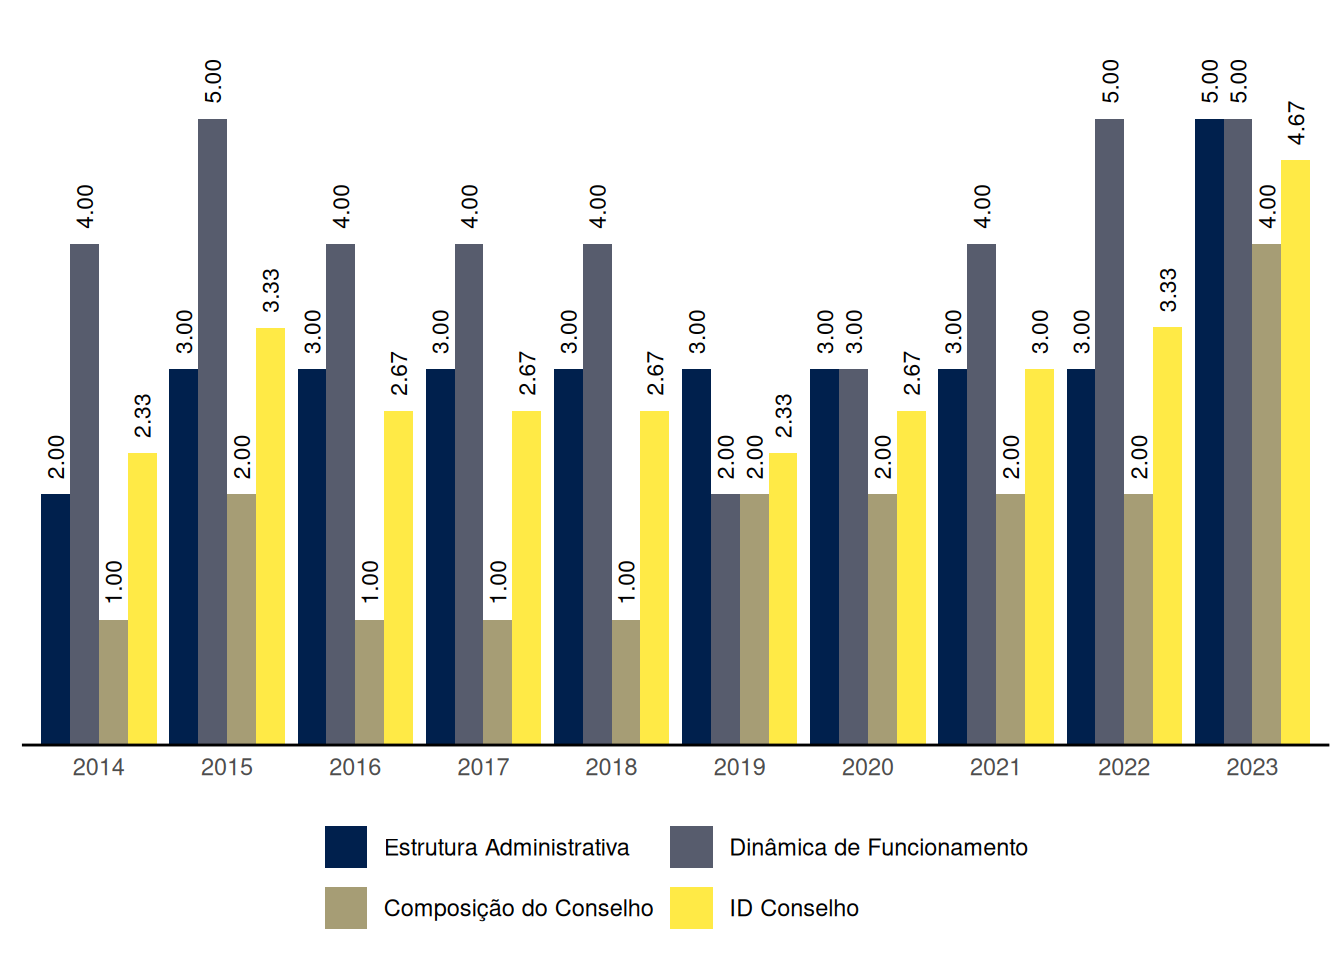 2.00 4.00 1.00 2.33
3.00 5.00 2.00 3.33
3.00 4.00 1.00 2.67
3.00 4.00 1.00 2.67
3.00 4.00 1.00 2.67
3.00 2.00 2.00 2.33
3.00 3.00 2.00 2.67
3.00 4.00 2.00 3.00
3.00 5.00 2.00 3.33
5.00 5.00 4.00 4.67
2014 2015 2016 2017 2018 2019 2020 2021 2022 2023
Estrutura Administrativa Dinâmica de Funcionamento
Composição do Conselho ID Conselho